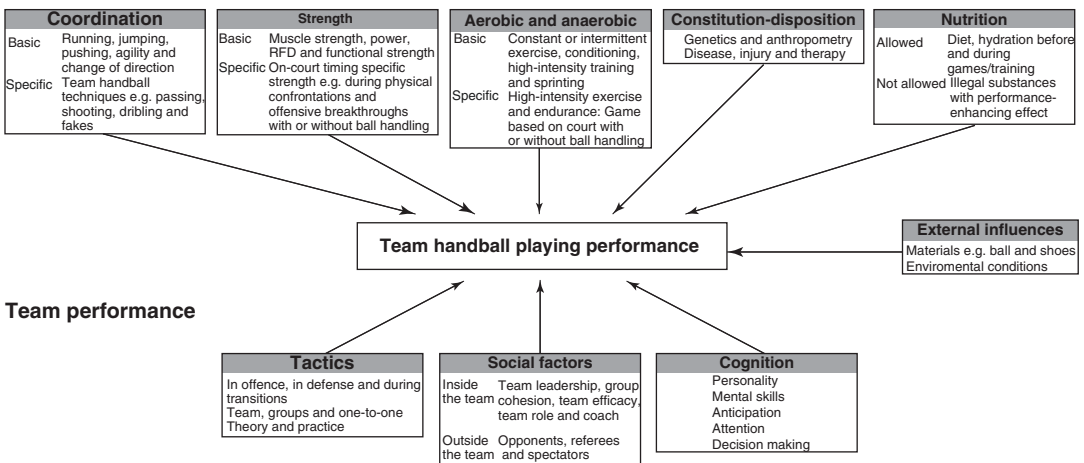 Coordination
Basic Running, jumping,
pushing, agility and
change of direction
Specific Team handball
techniques e.g. passing,
shooting, dribling and
fakes
Strength
Basic Muscle strength, power,
RFD and functional strength
Specific On-court timing specific
strength e.g. during physical
confrontations and
offensive breakthroughs
with or without ball handling
Aerobic and anaerobic
Basic Constant or intermittent
exercise, conditioning,
high-intensity training
and sprinting
Specific High-intensity exercise
and endurance: Game
based on court with
or without ball handling
Constitution-disposition
Genetics and anthropometry
Disease, injury and therapy
Nutrition
Allowed Diet, hydration before
and during
games/training
Not allowed Illegal substances
with performance-
enhancing effect
Team handball playing performance
External influences
Materials e.g. ball and shoes
Enviromental conditions
Team performance
Tactics
In offence, in defense and during
transitions
Team, groups and one-to-one
Theory and practice
Social factors
Inside Team leadership, group
the team cohesion, team efficacy,
team role and coach
Outside Opponents, referees
the team and spectators
Cognition
Personality
Mental skills
Anticipation
Attention
Decision making